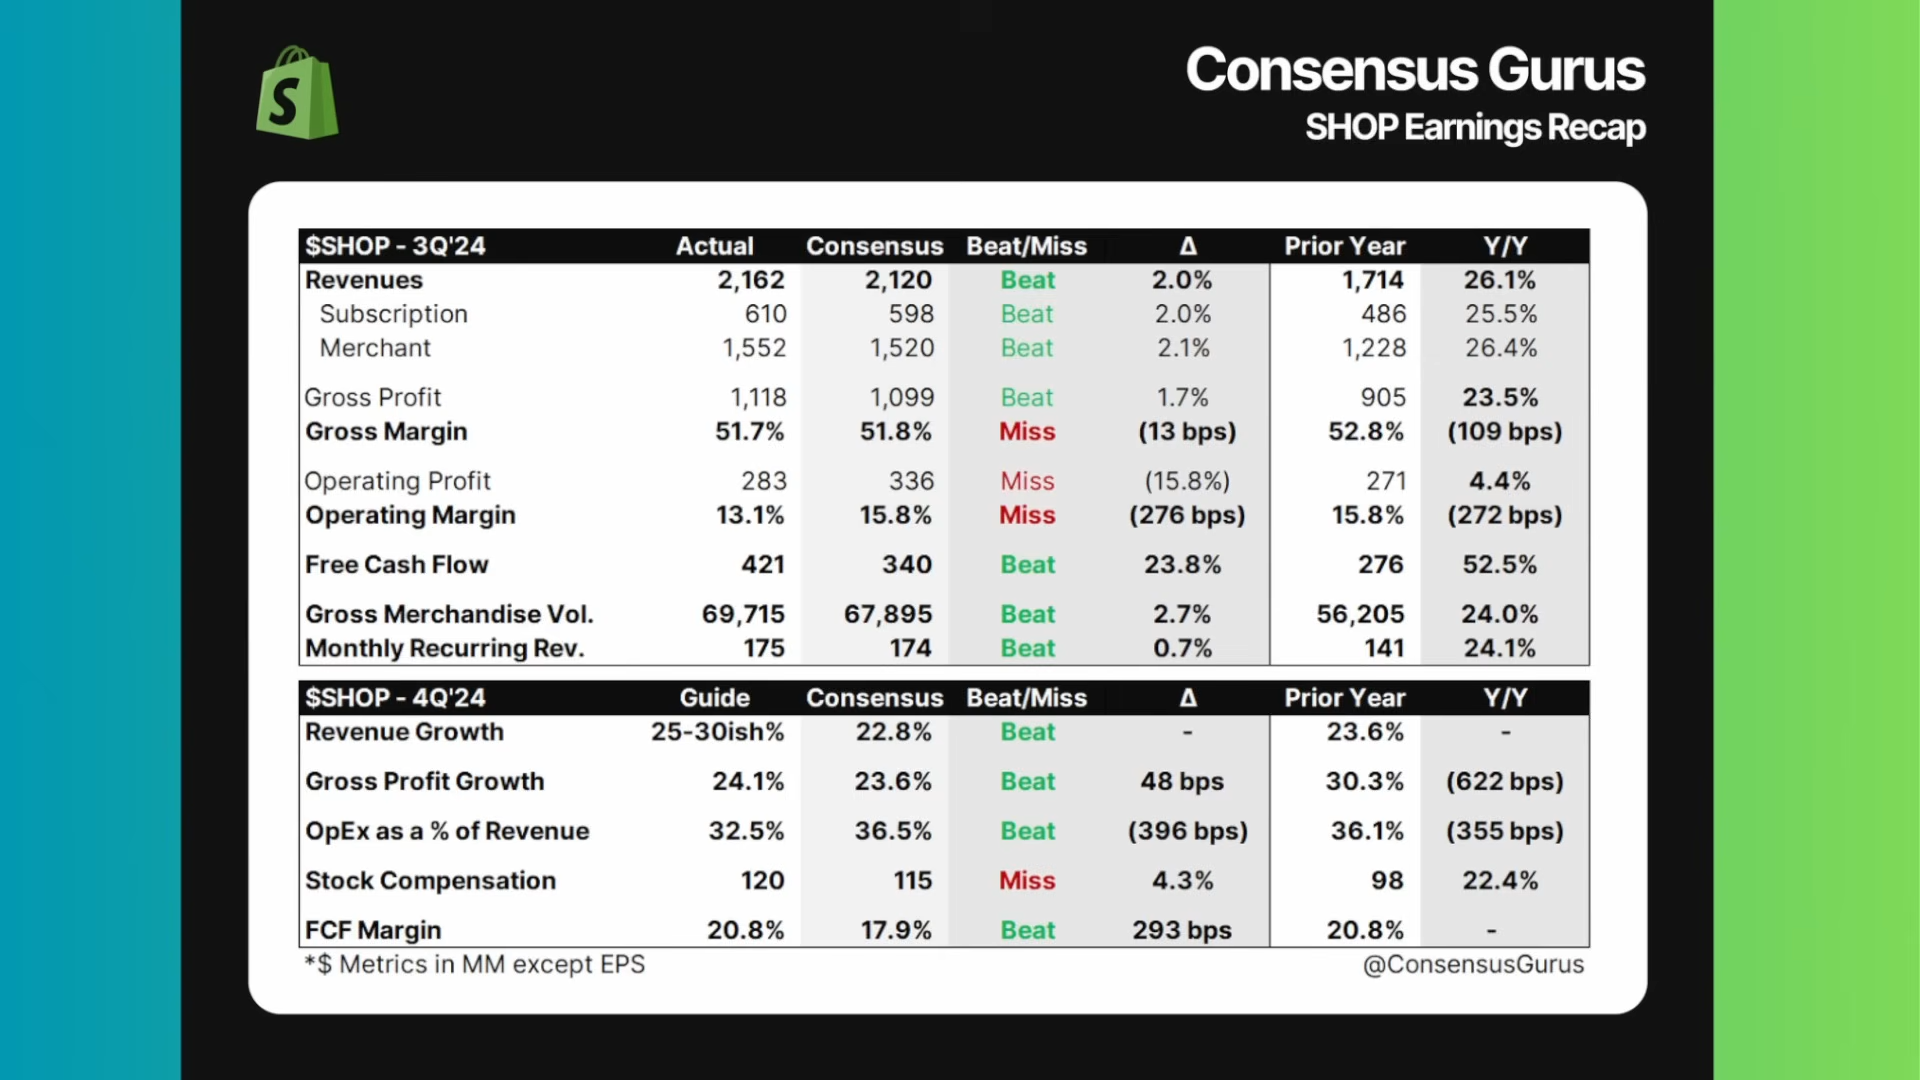 S
Consensus Gurus
SHOP Earnings Recap
$SHOP - 3Q'24 Actual Consensus Beat/Miss Δ Prior Year Y/Y
Revenues 2,162 2,120 Beat 2.0% 1,714 26.1%
Subscription 610 598 Beat 2.0% 486 25.5%
Merchant 1,552 1,520 Beat 2.1% 1,228 26.4%
Gross Profit 1,118 1,099 Beat 1.7% 905 23.5%
Gross Margin 51.7% 51.8% Miss (13 bps) 52.8% (109 bps)
Operating Profit 283 336 Miss (15.8%) 271 4.4%
Operating Margin 13.1% 15.8% Miss (276 bps) 15.8% (272 bps)
Free Cash Flow 421 340 Beat 23.8% 276 52.5%
Gross Merchandise Vol. 69,715 67,895 Beat 2.7% 56,205 24.0%
Monthly Recurring Rev. 175 174 Beat 0.7% 141 24.1%
$SHOP - 4Q'24 Guide Consensus Beat/Miss Δ Prior Year Y/Y
Revenue Growth 25-30ish% 22.8% Beat - 23.6% -
Gross Profit Growth 24.1% 23.6% Beat 48 bps 30.3% (622 bps)
OpEx as a % of Revenue 32.5% 36.5% Beat (396 bps) 36.1% (355 bps)
Stock Compensation 120 115 Miss 4.3% 98 22.4%
FCF Margin 20.8% 17.9% Beat 293 bps 20.8% -
*$ Metrics in MM except EPS @ConsensusGurus